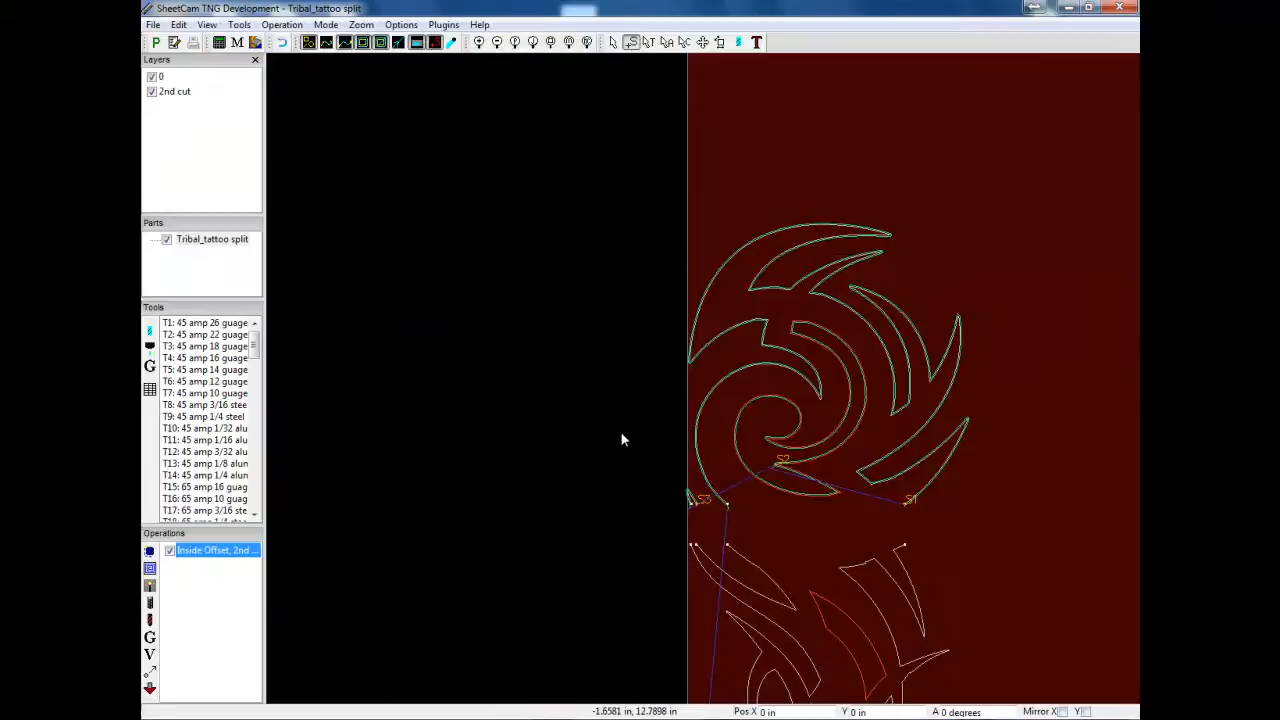 SheetCam TNG Development - Tribal_tattoo split
File Edit View Tools Operation Mode Zoom Options Plugins Help
Layers
0
2nd cut
Parts
Tribal_tattoo split
Tools
T1: 45 amp 26 guage
T2: 45 amp 22 guage
T3: 45 amp 18 guage
T4: 45 amp 16 guage
T5: 45 amp 14 guage
T6: 45 amp 12 guage
T7: 45 amp 10 guage
T8: 45 amp 3/16 stee
T9: 45 amp 1/4 steel
T10: 45 amp 1/32 alu
T11: 45 amp 1/16 alu
T12: 45 amp 3/32 alu
T13: 45 amp 1/8 alun
T14: 45 amp 1/4 alun
T15: 65 amp 16 guag
T16: 65 amp 10 guag
T17: 65 amp 3/16 ste
Operations
Inside Offset, 2nd ...
S2
S3
S1
-1.6581 in, 12.7898 in Pos X 0 in Y 0 in A 0 degrees Mirror X Y